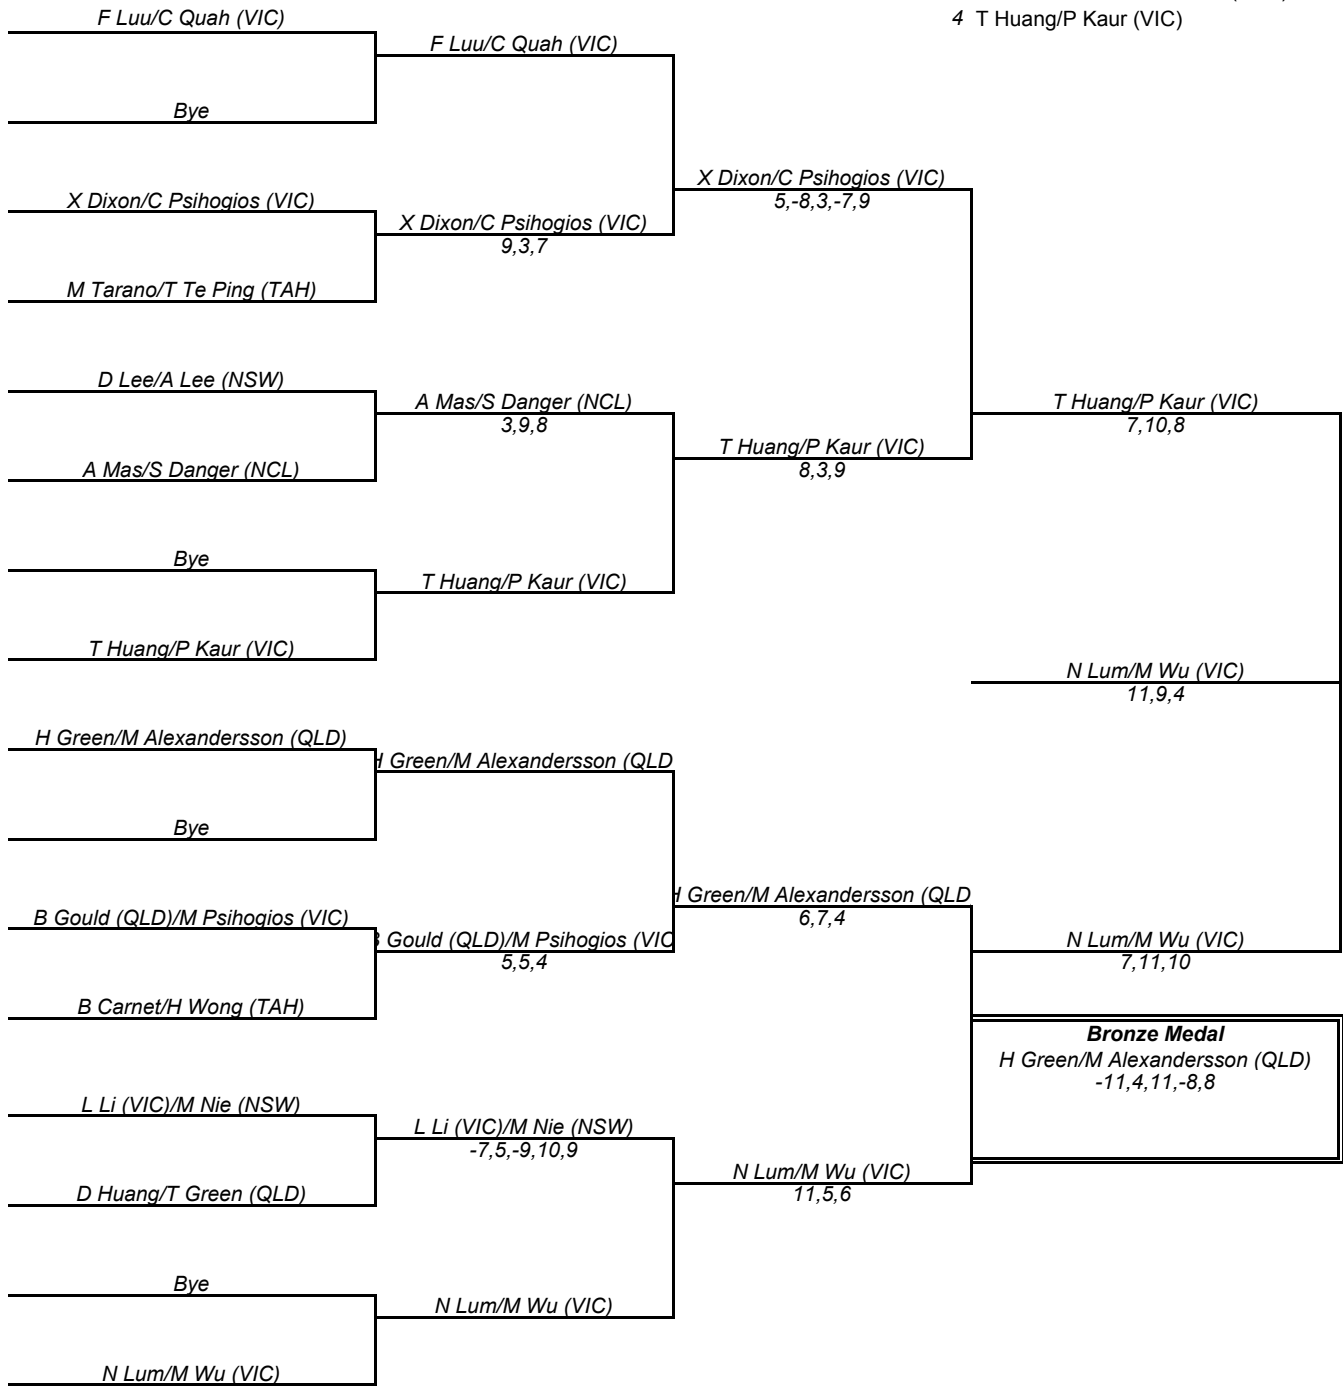 4 T Huang/P Kaur (VIC)
F Luu/C Quah (VIC)
Bye
X Dixon/C Psihogios (VIC)
M Tarano/T Te Ping (TAH)
D Lee/A Lee (NSW)
A Mas/S Danger (NCL)
Bye
T Huang/P Kaur (VIC)
H Green/M Alexandersson (QLD)
Bye
B Gould (QLD)/M Psihogios (VIC)
B Carnet/H Wong (TAH)
L Li (VIC)/M Nie (NSW)
D Huang/T Green (QLD)
Bye
N Lum/M Wu (VIC)
F Luu/C Quah (VIC)
X Dixon/C Psihogios (VIC)
9,3,7
A Mas/S Danger (NCL)
3,9,8
T Huang/P Kaur (VIC)
H Green/M Alexandersson (QLD
B Gould (QLD)/M Psihogios (VIC
5,5,4
L Li (VIC)/M Nie (NSW)
-7,5,-9,10,9
N Lum/M Wu (VIC)
X Dixon/C Psihogios (VIC)
5,-8,3,-7,9
T Huang/P Kaur (VIC)
8,3,9
H Green/M Alexandersson (QLD
6,7,4
N Lum/M Wu (VIC)
11,5,6
T Huang/P Kaur (VIC)
7,10,8
N Lum/M Wu (VIC)
11,9,4
N Lum/M Wu (VIC)
7,11,10
Bronze Medal
H Green/M Alexandersson (QLD)
-11,4,11,-8,8